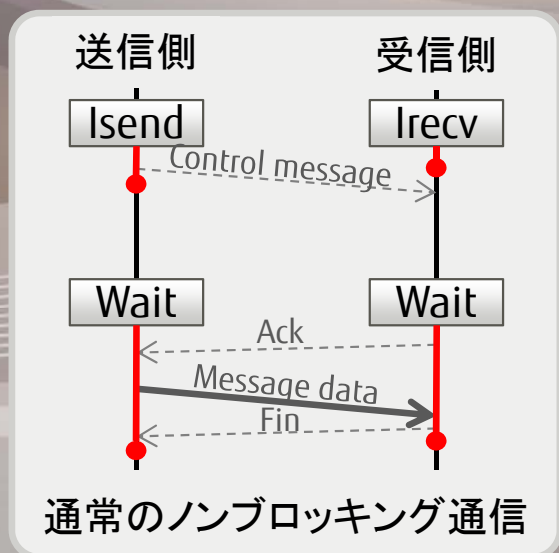 送信側
受信側
Isend
Irecv
Control message
Wait
Wait
Ack
Message data
Fin
通常のノンブロッキング通信